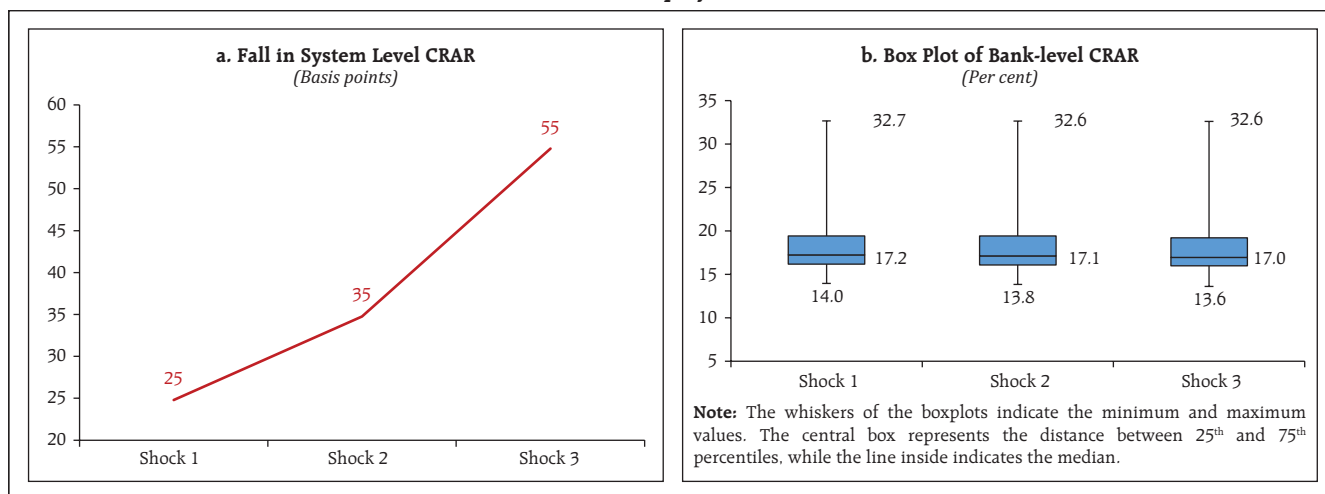 a. Fall in System Level CRAR
(Basis points)
60
55
50
45
40
35
30
25
20
25
35
55
Shock 1
Shock 2
Shock 3
b. Box Plot of Bank-level CRAR
(Per cent)
35
30
25
20
15
10
5
32.7
32.6
32.6
17.2
17.1
17.0
14.0
13.8
13.6
Shock 1
Shock 2
Shock 3
Note: The whiskers of the boxplots indicate the minimum and maximum
values. The central box represents the distance between 25th and 75th
percentiles, while the line inside indicates the median.